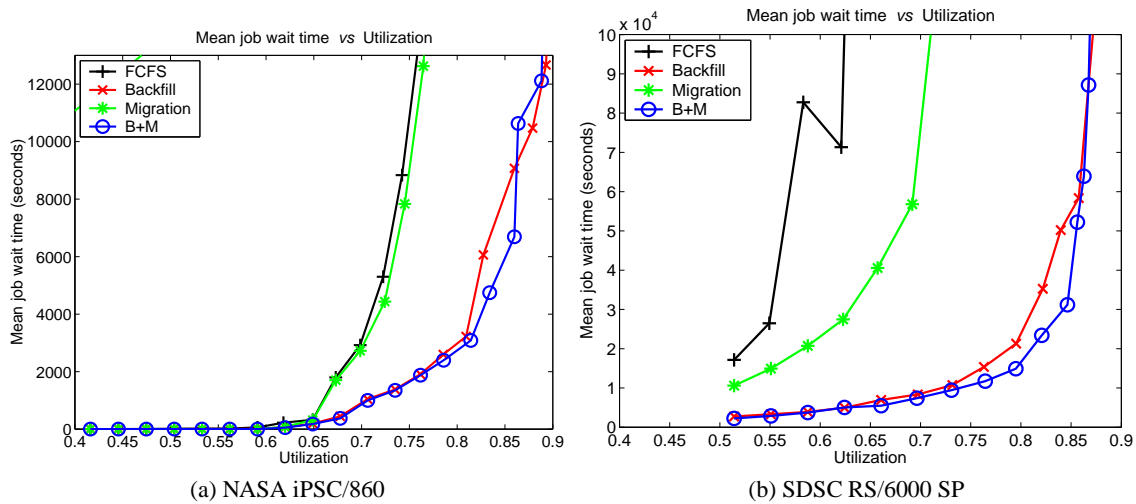 Mean job wait time vs Utilization
FCFS
Backfill
Migration
B+M
12000
10000
8000
6000
4000
2000
0
Mean job wait time (seconds)
0.4 0.45 0.5 0.55 0.6 0.65 0.7 0.75 0.8 0.85 0.9
Utilization
(a) NASA iPSC/860
Mean job wait time vs Utilization
x 10^4
FCFS
Backfill
Migration
B+M
10
9
8
7
6
5
4
3
2
1
0
Mean job wait time (seconds)
0.4 0.45 0.5 0.55 0.6 0.65 0.7 0.75 0.8 0.85 0.9
Utilization
(b) SDSC RS/6000 SP